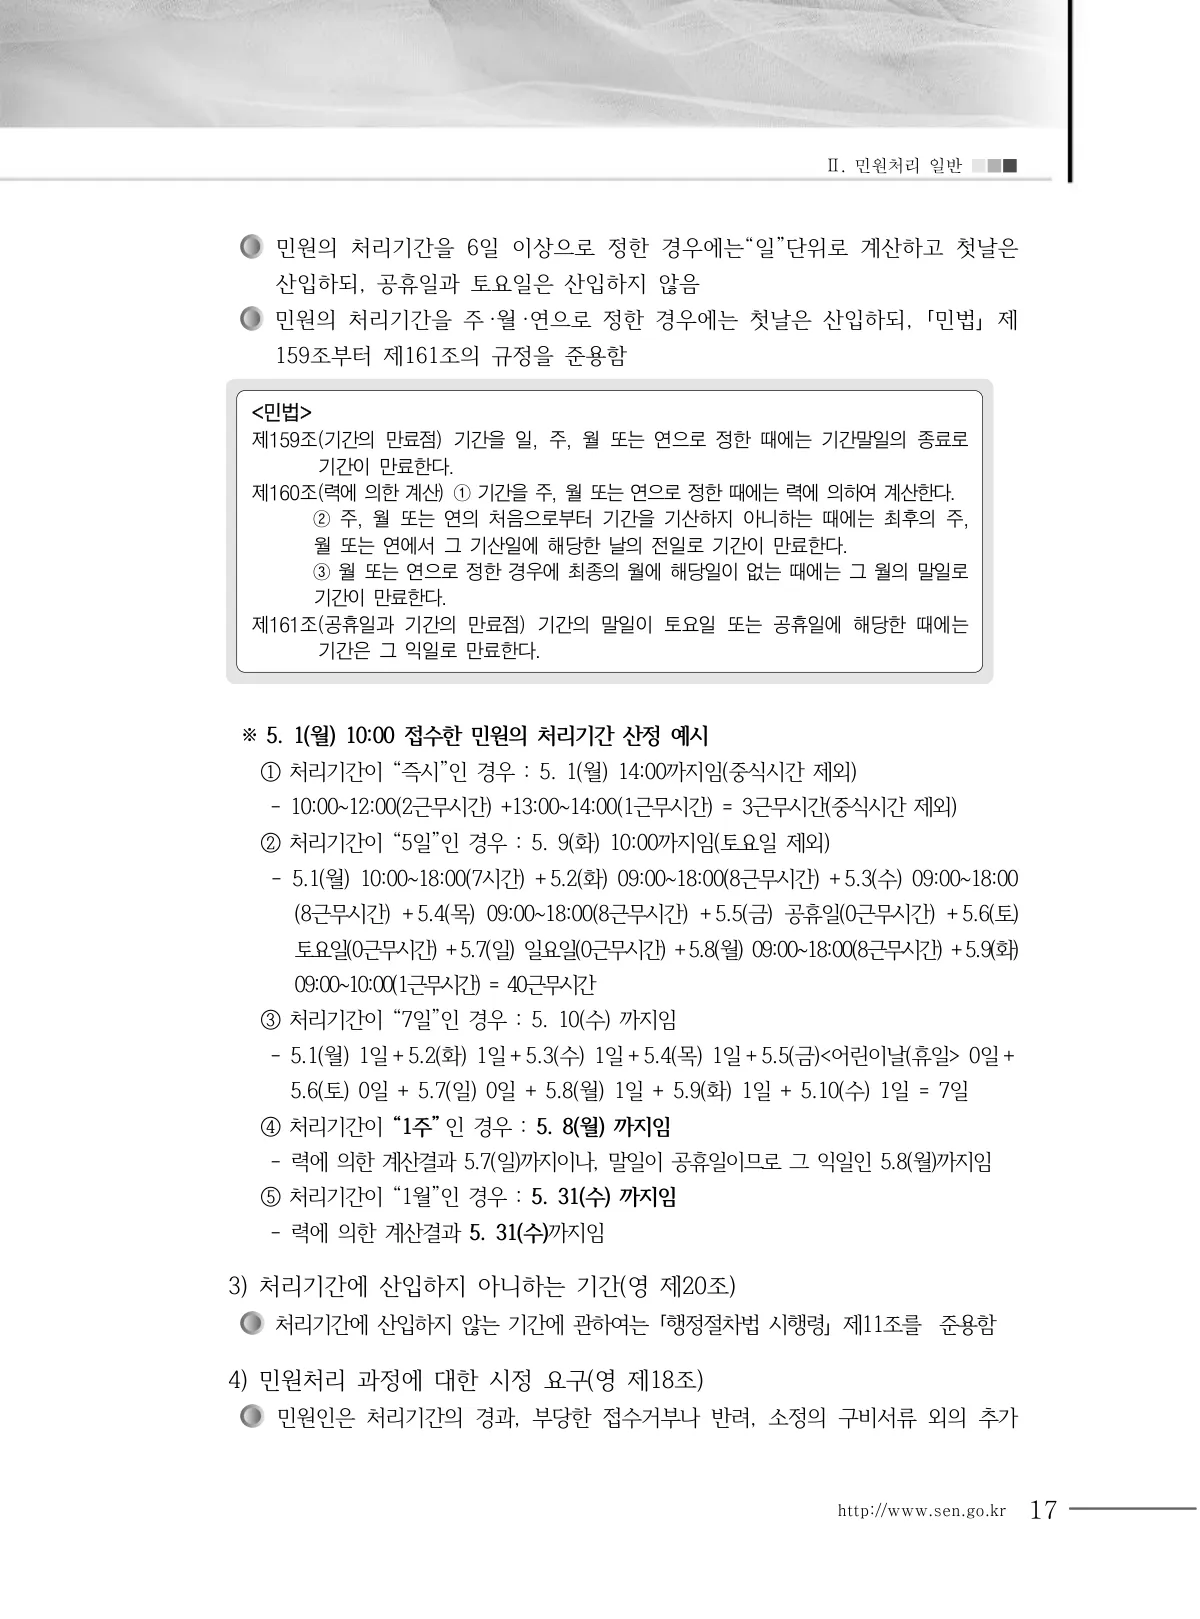 Ⅱ. 민원처리 일반
민원의 처리기간을 6일 이상으로 정한 경우에는“일”단위로 계산하고 첫날은
산입하되, 공휴일과 토요일은 산입하지 않음
민원의 처리기간을 주·월·연으로 정한 경우에는 첫날은 산입하되, 「민법」 제
159조부터 제161조의 규정을 준용함
<민법>
제159조(기간의 만료점) 기간을 일, 주, 월 또는 연으로 정한 때에는 기간말일의 종료로
기간이 만료한다.
제160조(력에 의한 계산) ① 기간을 주, 월 또는 연으로 정한 때에는 력에 의하여 계산한다.
② 주, 월 또는 연의 처음으로부터 기간을 기산하지 아니하는 때에는 최후의 주,
월 또는 연에서 그 기산일에 해당한 날의 전일로 기간이 만료한다.
③ 월 또는 연으로 정한 경우에 최종의 월에 해당일이 없는 때에는 그 월의 말일로
기간이 만료한다.
제161조(공휴일과 기간의 만료점) 기간의 말일이 토요일 또는 공휴일에 해당한 때에는
기간은 그 익일로 만료한다.
※ 5. 1(월) 10:00 접수한 민원의 처리기간 산정 예시
① 처리기간이 “즉시”인 경우 : 5. 1(월) 14:00까지임(중식시간 제외)
- 10:00~12:00(2근무시간) +13:00~14:00(1근무시간) = 3근무시간(중식시간 제외)
② 처리기간이 “5일”인 경우 : 5. 9(화) 10:00까지임(토요일 제외)
- 5.1(월) 10:00~18:00(7시간) +5.2(화) 09:00~18:00(8근무시간) +5.3(수) 09:00~18:00
(8근무시간) +5.4(목) 09:00~18:00(8근무시간) +5.5(금) 공휴일(0근무시간) +5.6(토)
토요일(0근무시간) +5.7(일) 일요일(0근무시간) +5.8(월) 09:00~18:00(8근무시간) +5.9(화)
09:00~10:00(1근무시간) = 40근무시간
③ 처리기간이 “7일”인 경우 : 5. 10(수) 까지임
- 5.1(월) 1일+5.2(화) 1일+5.3(수) 1일+5.4(목) 1일+5.5(금)<어린이날(휴일> 0일+
5.6(토) 0일 + 5.7(일) 0일 + 5.8(월) 1일 + 5.9(화) 1일 + 5.10(수) 1일 = 7일
④ 처리기간이 “1주” 인 경우 : 5. 8(월) 까지임
- 력에 의한 계산결과 5.7(일)까지이나, 말일이 공휴일이므로 그 익일인 5.8(월)까지임
⑤ 처리기간이 “1월”인 경우 : 5. 31(수) 까지임
- 력에 의한 계산결과 5. 31(수)까지임
3) 처리기간에 산입하지 아니하는 기간(영 제20조)
처리기간에 산입하지 않는 기간에 관하여는 「행정절차법 시행령」 제11조를 준용함
4) 민원처리 과정에 대한 시정 요구(영 제18조)
민원인은 처리기간의 경과, 부당한 접수거부나 반려, 소정의 구비서류 외의 추가
http://www.sen.go.kr 17